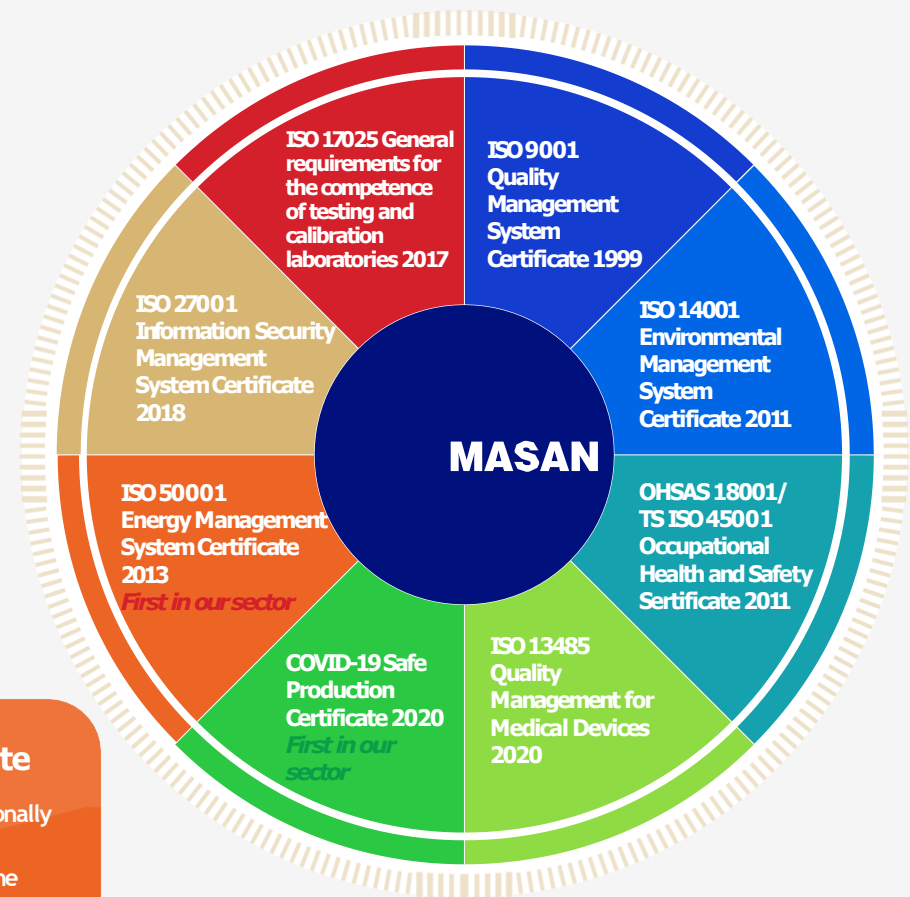 ISO 17025 General
requirements for
the competence
of testing and
calibration
laboratories 2017
ISO 9001
Quality
Management
System
Certificate 1999
ISO 14001
Environmental
Management
System
Certificate 2011
OHSAS 18001/
TS ISO 45001
Occupational
Health and Safety
Sertificate 2011
ISO 13485
Quality
Management for
Medical Devices
2020
COVID-19 Safe
Production
Certificate 2020
First in our
sector
ISO 50001
Energy Management
System Certificate
2013
First in our sector
ISO 27001
Information Security
Management
System Certificate
2018
MASAN
te
onally